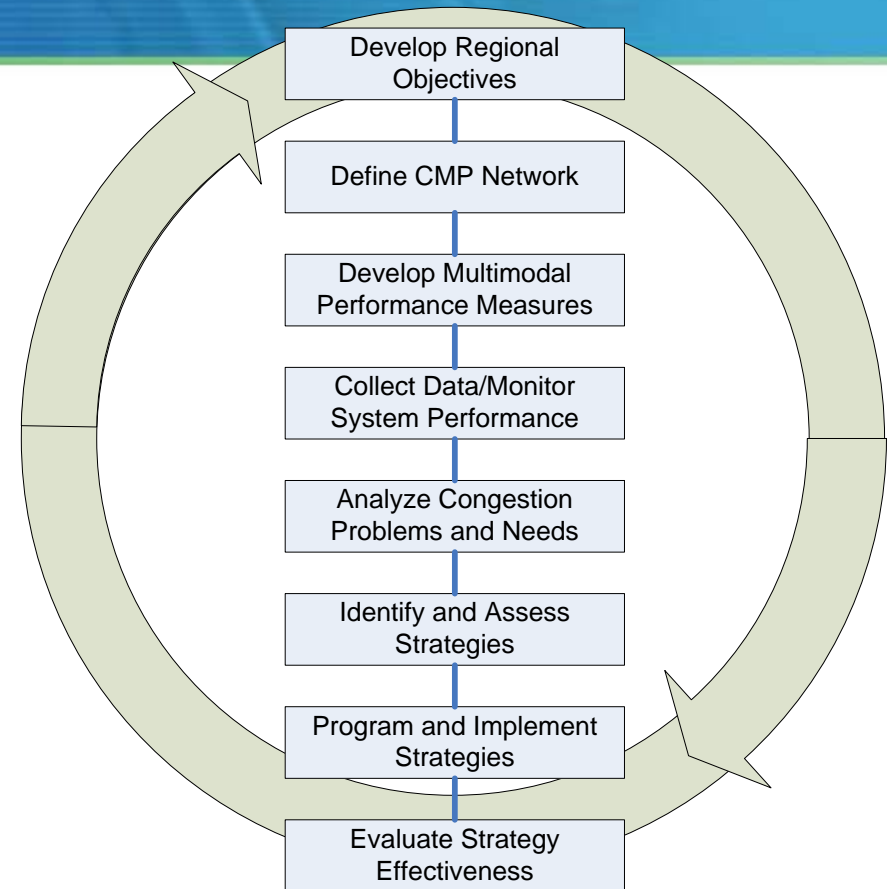 Develop Regional
Objectives
Define CMP Network
Develop Multimodal
Performance Measures
Collect Data/Monitor
System Performance
Analyze Congestion
Problems and Needs
Identify and Assess
Strategies
Program and Implement
Strategies
Evaluate Strategy
Effectiveness